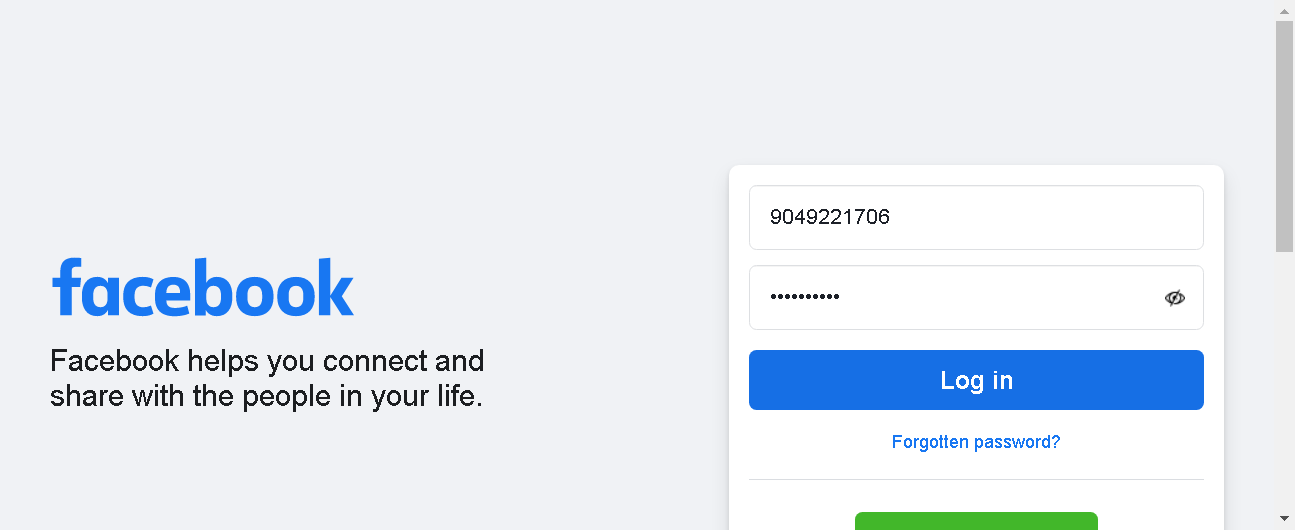 facebook
Facebook helps you connect and
share with the people in your life.
9049221706
••••••••••
Log in
Forgotten password?